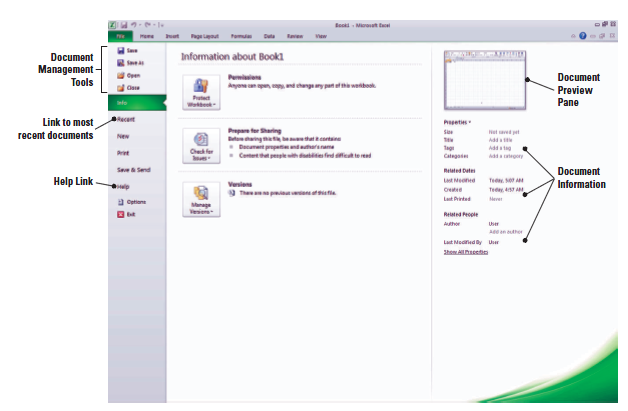 Book1 - Microsoft Excel
File Home Insert Page Layout Formulas Data Review View
Document
Management
Tools
Save
Save As
Open
Close
Info
Link to most
recent documents
Recent
New
Print
Save & Send
Help Link
Help
Options
Exit
Information about Book1
Protect
Workbook
Permissions
Anyone can open, copy, and change any part of this workbook.
Check for
Issues
Prepare for Sharing
Before sharing this file, be aware that it contains:
Document properties and author's name
Content that people with disabilities find difficult to read
Manage
Versions
Versions
There are no previous versions of this file.
Document
Preview
Pane
Properties
Size Not saved yet
Title Add a title
Tags Add a tag
Categories Add a category
Document
Information
Related Dates
Last Modified Today, 5:07 AM
Created Today, 4:57 AM
Last Printed Never
Related People
Author User
Add an author
Last Modified By User
Show All Properties